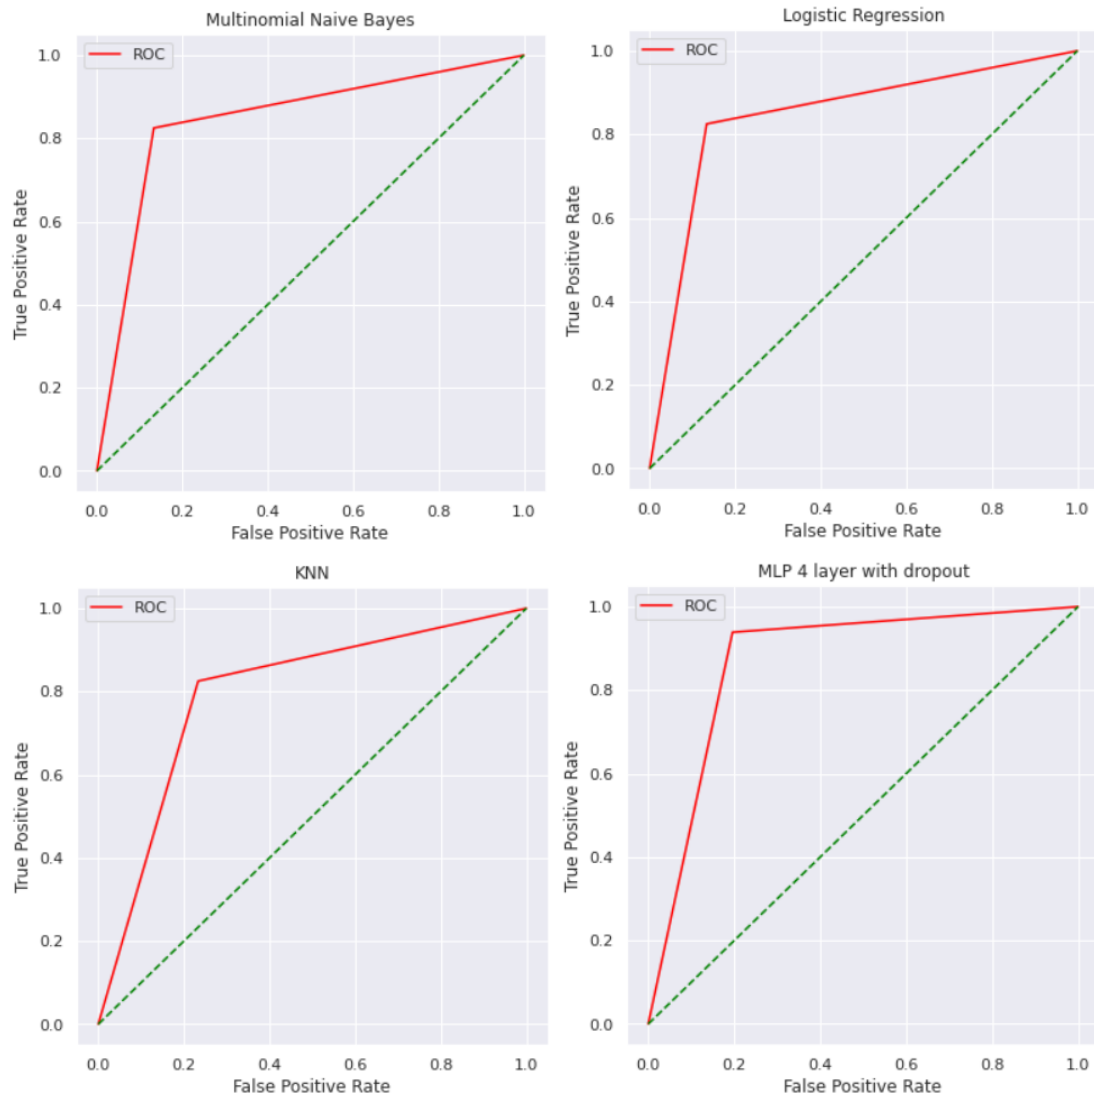 Multinomial Naive Bayes
ROC
1.0
0.8
0.6
0.4
0.2
0.0
True Positive Rate
0.0 0.2 0.4 0.6 0.8 1.0
False Positive Rate
Logistic Regression
ROC
1.0
0.8
0.6
0.4
0.2
0.0
True Positive Rate
0.0 0.2 0.4 0.6 0.8 1.0
False Positive Rate
KNN
ROC
1.0
0.8
0.6
0.4
0.2
0.0
True Positive Rate
0.0 0.2 0.4 0.6 0.8 1.0
False Positive Rate
MLP 4 layer with dropout
ROC
1.0
0.8
0.6
0.4
0.2
0.0
True Positive Rate
0.0 0.2 0.4 0.6 0.8 1.0
False Positive Rate